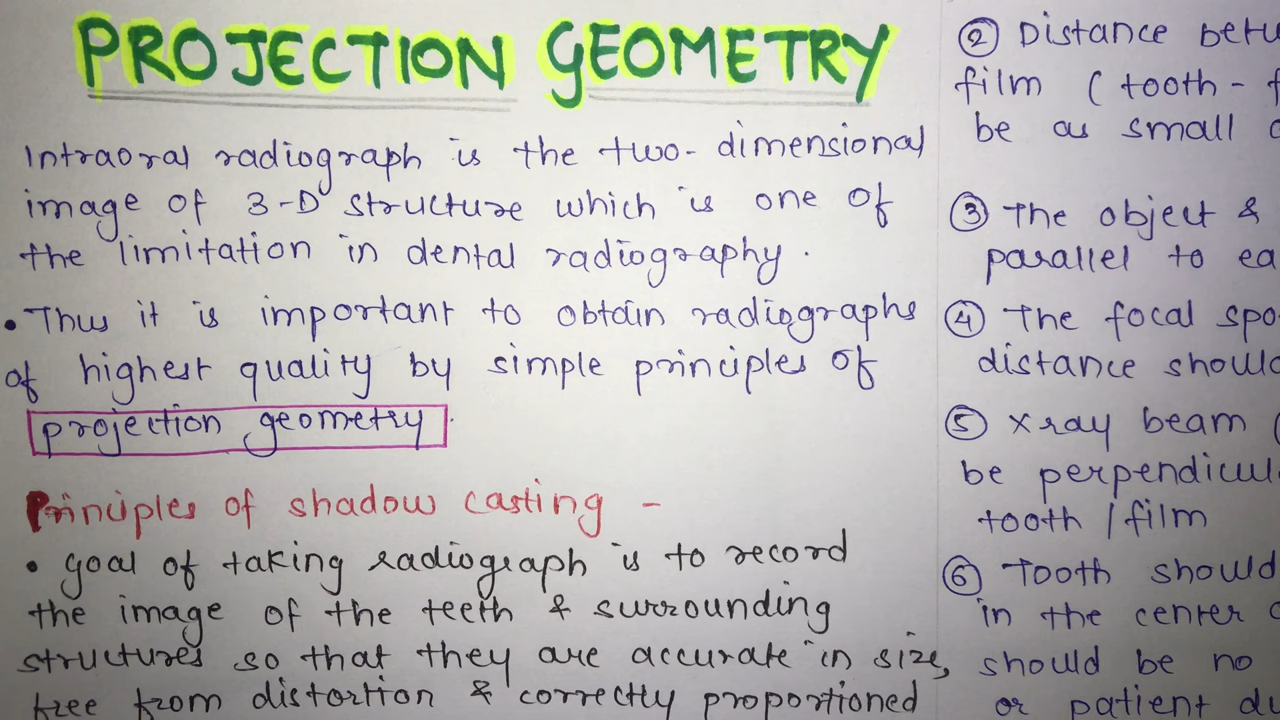 PROJECTION GEOMETRY
Intraoral radiograph is the two-dimensional
image of 3-D structure which is one of
the limitation in dental radiography.
• Thus it is important to obtain radiographs
of highest quality by simple principles of
projection geometry.
Principles of shadow casting -
• Goal of taking radiograph is to record
the image of the teeth & surrounding
structures so that they are accurate in size,
free from distortion & correctly proportioned
② Distance betw
film (tooth-f
be as small
③ The object &
parallel to ea
④ The focal spo
distance should
⑤ Xray beam (
be perpendicul
tooth / film
⑥ Tooth should
in the center
should be no
or patient du